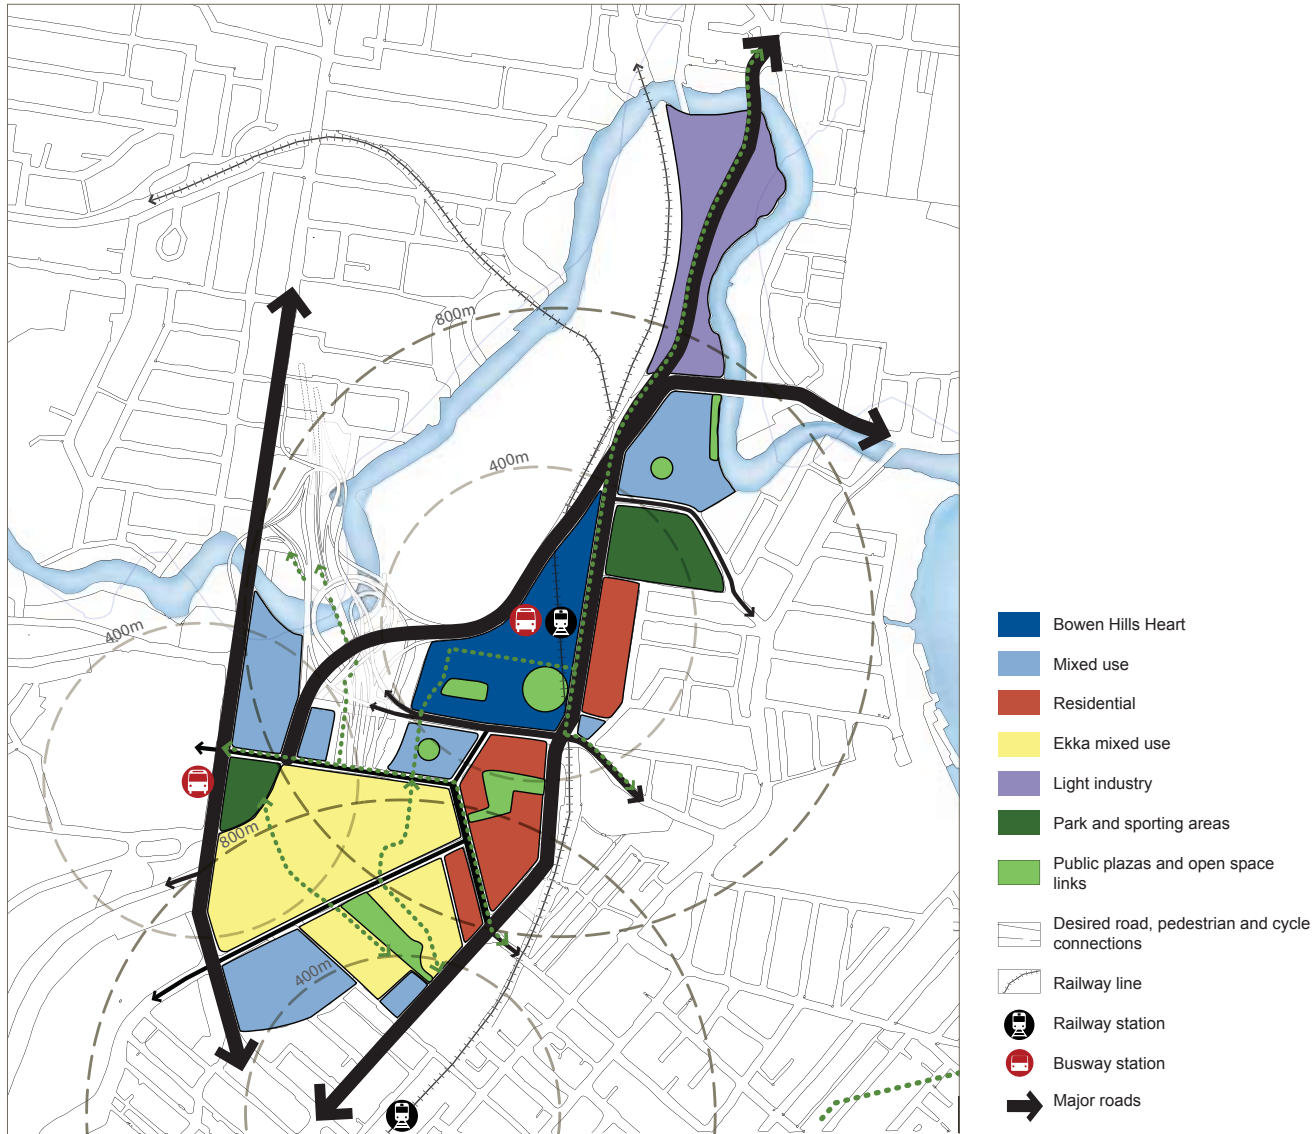 800m
400m
400m
800m
400m
Bowen Hills Heart
Mixed use
Residential
Ekka mixed use
Light industry
Park and sporting areas
Public plazas and open space
links
Desired road, pedestrian and cycle
connections
Railway line
Railway station
Busway station
Major roads